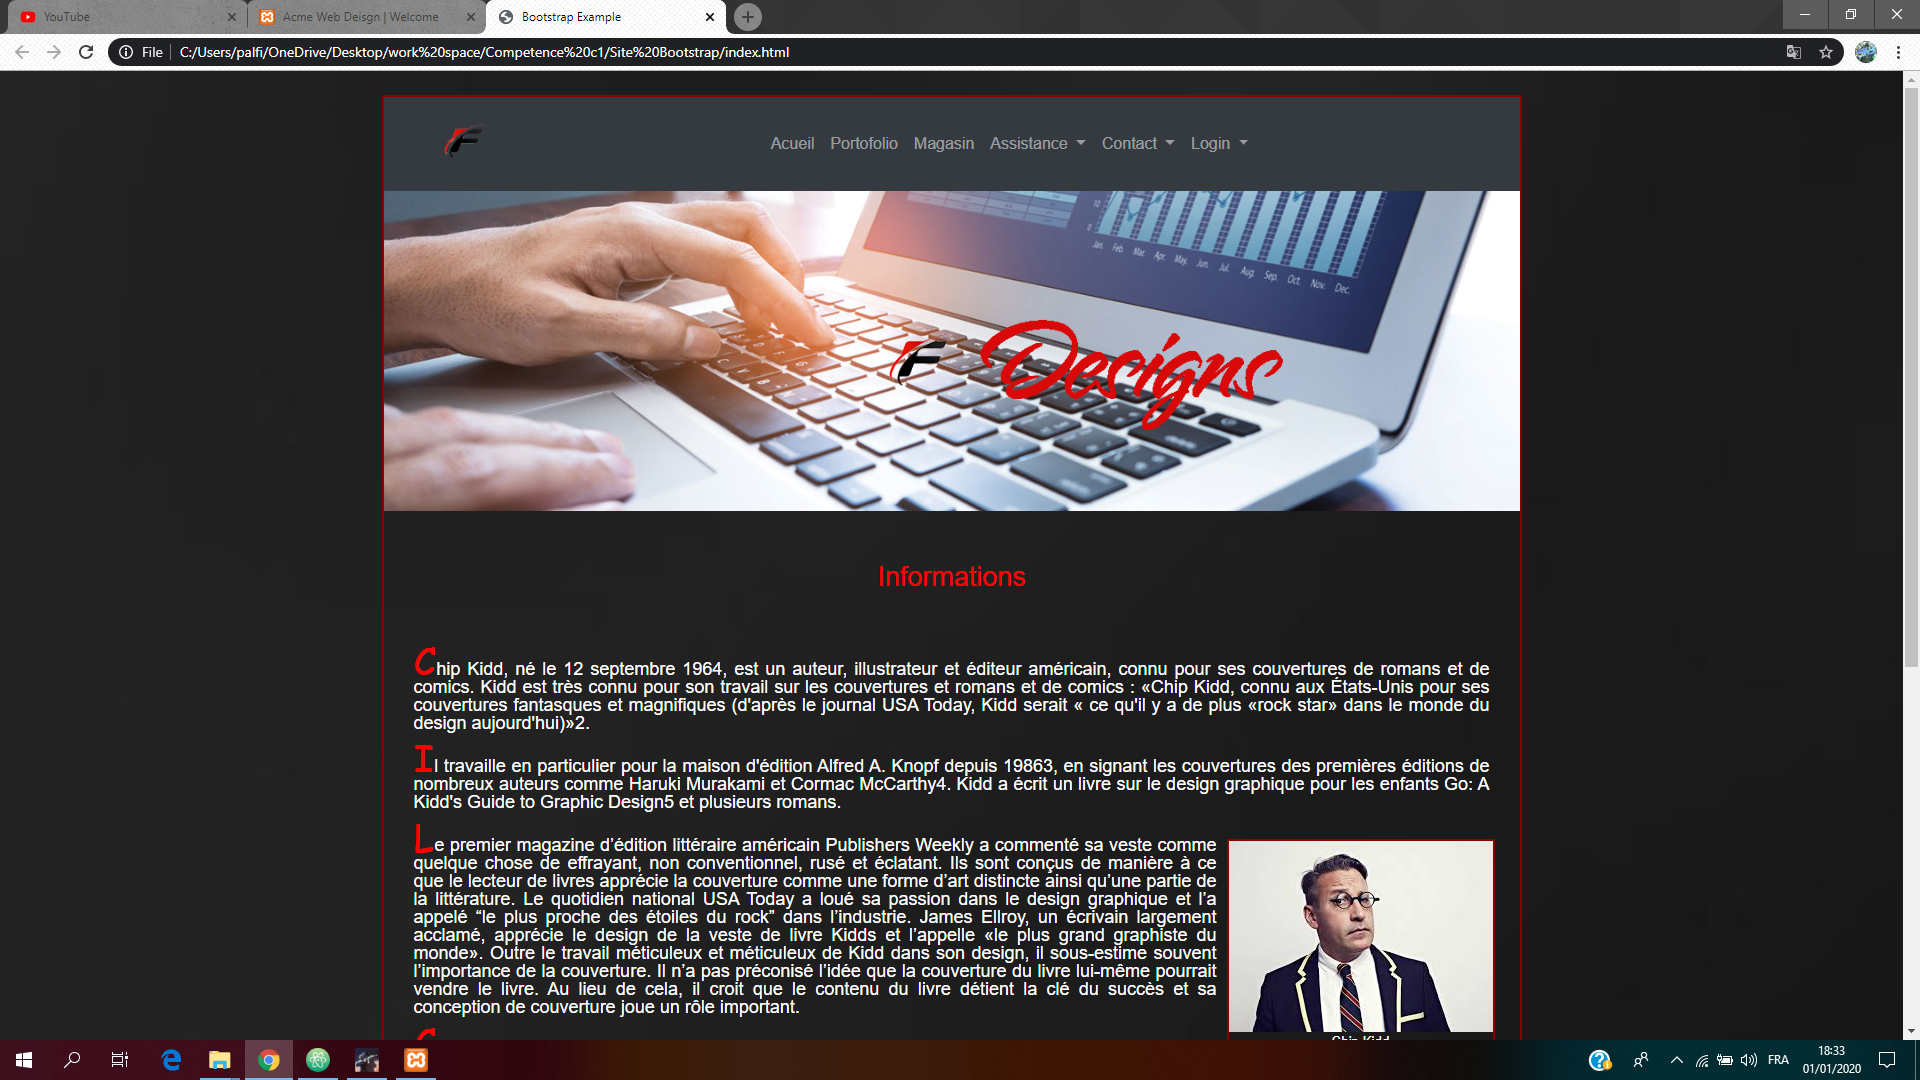 YouTube
Acme Web Deisgn | Welcome
Bootstrap Example
File
C:/Users/palfi/OneDrive/Desktop/work%20space/Competence%20c1/Site%20Bootstrap/index.html
F
Acueil Portofolio Magasin Assistance Contact Login
10
0
Jan. Feb. Mar. Apr. May. Jun. Jul. Aug. Sep. Oct. Nov. Dec.
F Designs
Informations
Chip Kidd, né le 12 septembre 1964, est un auteur, illustrateur et éditeur américain, connu pour ses couvertures de romans et de
comics. Kidd est très connu pour son travail sur les couvertures et romans et de comics : «Chip Kidd, connu aux États-Unis pour ses
couvertures fantasques et magnifiques (d'après le journal USA Today, Kidd serait « ce qu'il y a de plus «rock star» dans le monde du
design aujourd'hui)»2.
Il travaille en particulier pour la maison d'édition Alfred A. Knopf depuis 19863, en signant les couvertures des premières éditions de
nombreux auteurs comme Haruki Murakami et Cormac McCarthy4. Kidd a écrit un livre sur le design graphique pour les enfants Go: A
Kidd's Guide to Graphic Design5 et plusieurs romans.
Le premier magazine d’édition littéraire américain Publishers Weekly a commenté sa veste comme
quelque chose de effrayant, non conventionnel, rusé et éclatant. Ils sont conçus de manière à ce
que le lecteur de livres apprécie la couverture comme une forme d’art distincte ainsi qu’une partie de
la littérature. Le quotidien national USA Today a loué sa passion dans le design graphique et l’a
appelé “le plus proche des étoiles du rock” dans l’industrie. James Ellroy, un écrivain largement
acclamé, apprécie le design de la veste de livre Kidds et l’appelle «le plus grand graphiste du
monde». Outre le travail méticuleux et méticuleux de Kidd dans son design, il sous-estime souvent
l’importance de la couverture. Il n’a pas préconisé l’idée que la couverture du livre lui-même pourrait
vendre le livre. Au lieu de cela, il croit que le contenu du livre détient la clé du succès et sa
conception de couverture joue un rôle important.
Chip Kidd
FRA
18:33
01/01/2020